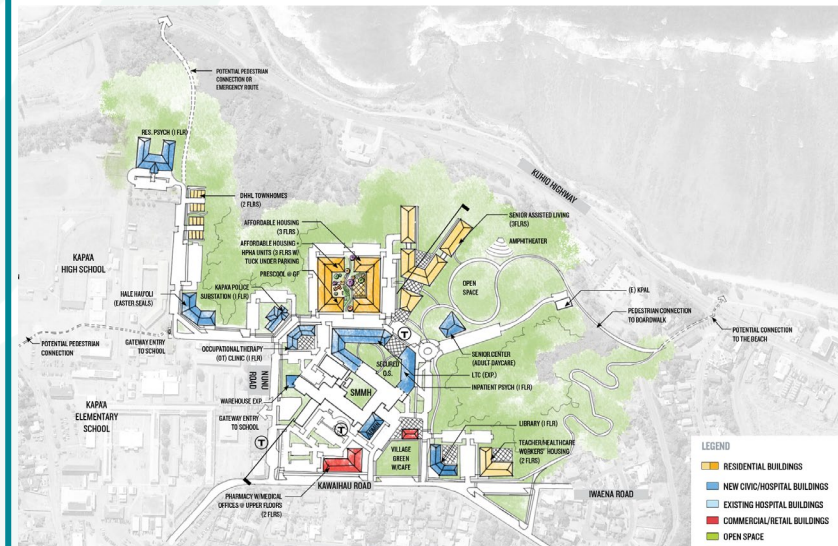 POTENTIAL PEDESTRIAN
CONNECTION OR
EMERGENCY ROUTE
RES. PSYCH (1 FLR)
KUHIO HIGHWAY
DHHL TOWNHOMES
(2 FLRS)
AFFORDABLE HOUSING
(3 FLRS)
AFFORDABLE HOUSING -
HPHA UNITS (3 FLRS W/
TUCK UNDER PARKING
PRESCOOL @ GF
SENIOR ASSISTED LIVING
(3FLRS)
AMPHITHEATER
KAPA'A
HIGH SCHOOL
KAPA'A POLICE
SUBSTATION (1 FLR)
OPEN
SPACE
(E) KPAL
HALE HAU'OLI
(EASTER SEALS)
PEDESTRIAN CONNECTION
TO BOARDWALK
POTENTIAL CONNECTION
TO THE BEACH
POTENTIAL PEDESTRIAN
CONNECTION
GATEWAY ENTRY
TO SCHOOL
OCCUPATIONAL THERAPY
(OT) CLINIC (1 FLR)
T
SENIOR CENTER
(ADULT DAYCARE)
SECURED
O.S.
LTC (EXP.)
INPATIENT PSYCH (1 FLR)
NUNU
ROAD
WAREHOUSE EXP.
SMMH
KAPA'A
ELEMENTARY
SCHOOL
GATEWAY ENTRY
TO SCHOOL
T
T
LIBRARY (1 FLR)
TEACHER/HEALTHCARE
WORKERS' HOUSING
(2 FLRS)
VILLAGE
GREEN
W/CAFE
KAWAIHAU ROAD
IWAENA ROAD
PHARMACY W/MEDICAL
OFFICES @ UPPER FLOORS
(2 FLRS)
LEGEND
RESIDENTIAL BUILDINGS
NEW CIVIC/HOSPITAL BUILDINGS
EXISTING HOSPITAL BUILDINGS
COMMERCIAL/RETAIL BUILDINGS
OPEN SPACE